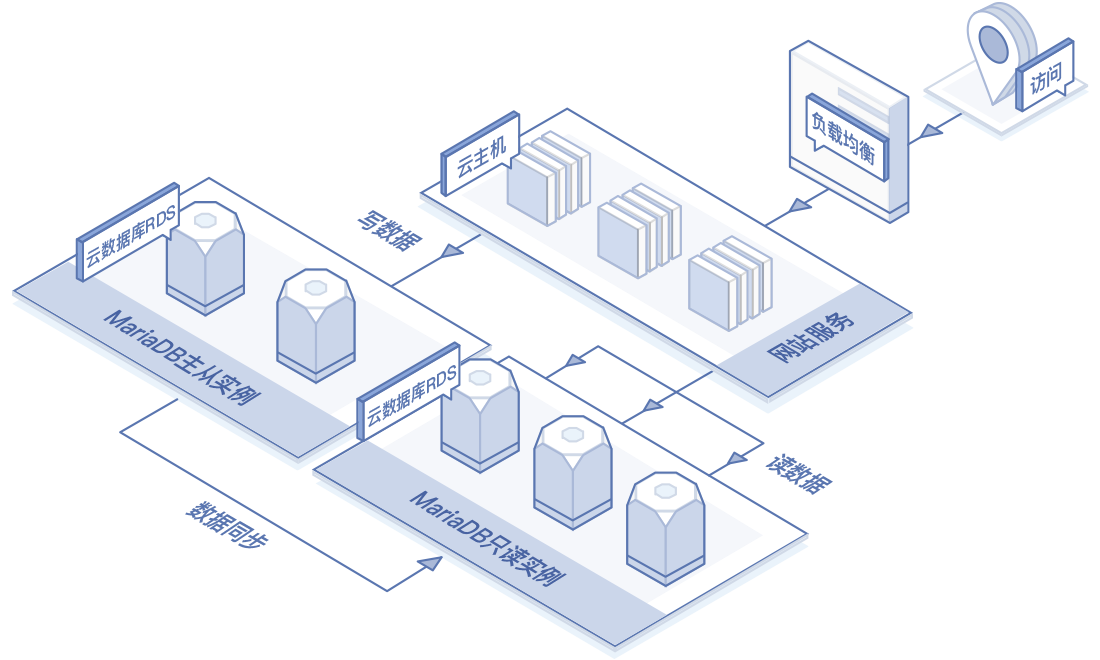 访问
负载均衡
云主机
网站服务
写数据
云数据库RDS
MariaDB主从实例
云数据库RDS
MariaDB只读实例
读数据
数据同步